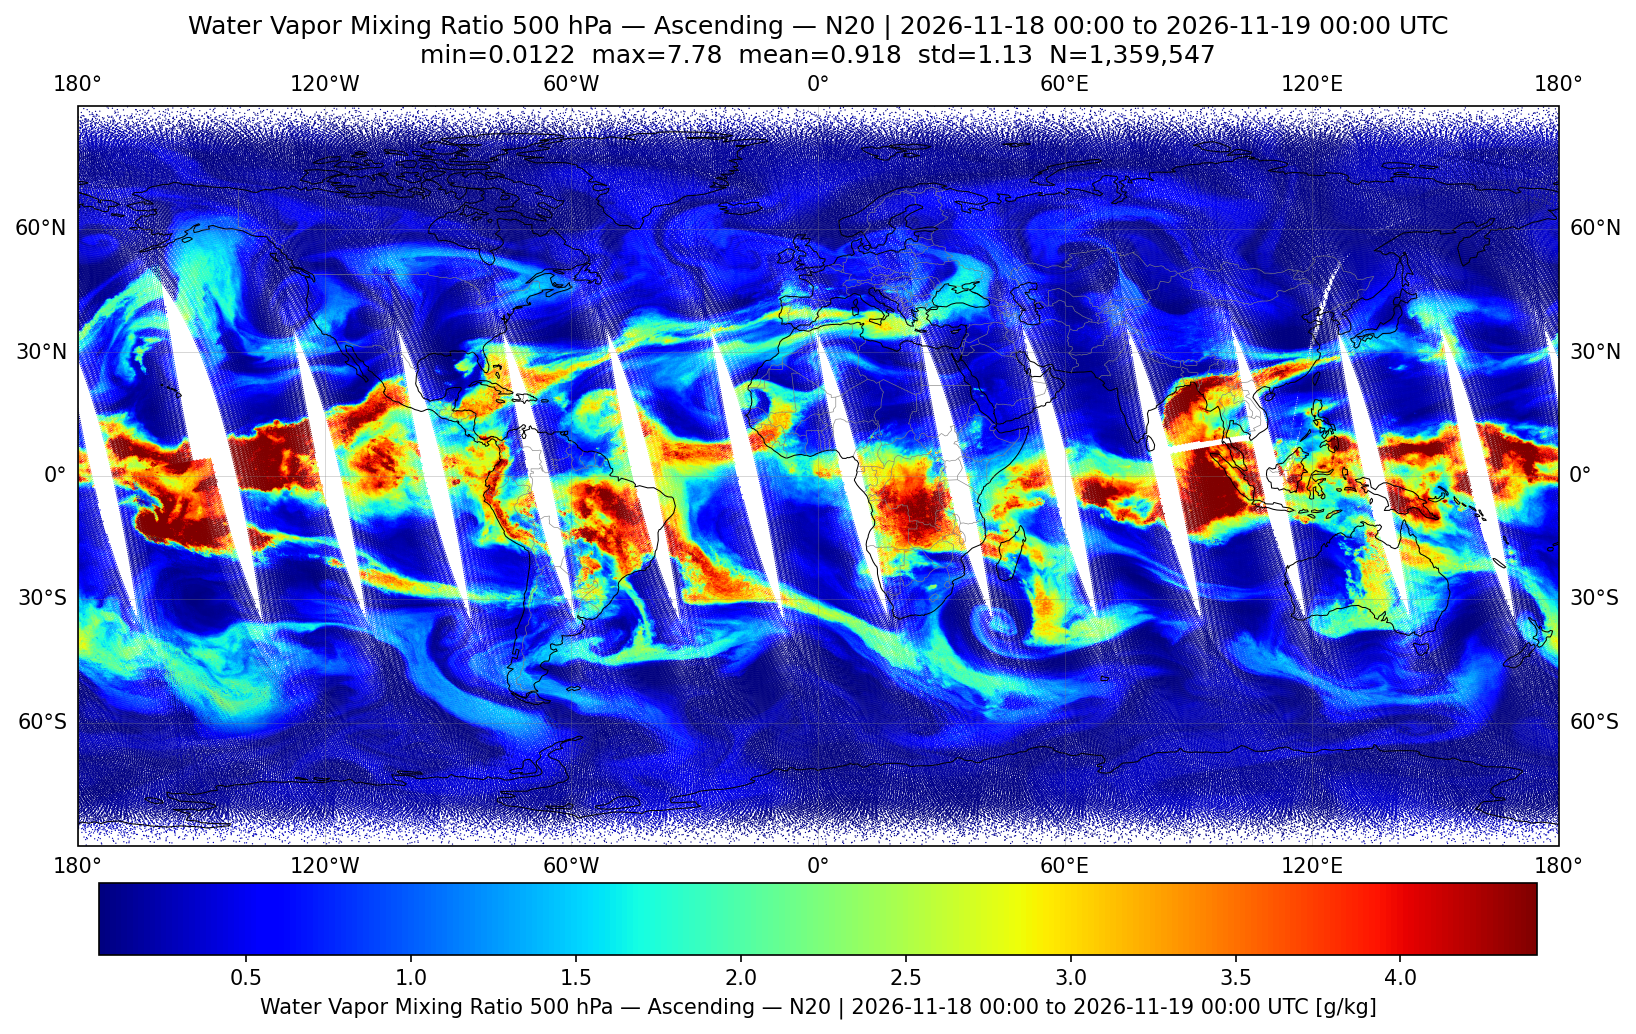 Water Vapor Mixing Ratio 500 hPa — Ascending — N20 | 2026-11-18 00:00 to 2026-11-19 00:00 UTC
min=0.0122  max=7.78  mean=0.918  std=1.13  N=1,359,547
180° 120°W 60°W 0° 60°E 120°E 180°
60°N 60°N
30°N 30°N
0° 0°
30°S 30°S
60°S 60°S
180° 120°W 60°W 0° 60°E 120°E 180°
0.5 1.0 1.5 2.0 2.5 3.0 3.5 4.0
Water Vapor Mixing Ratio 500 hPa — Ascending — N20 | 2026-11-18 00:00 to 2026-11-19 00:00 UTC [g/kg]